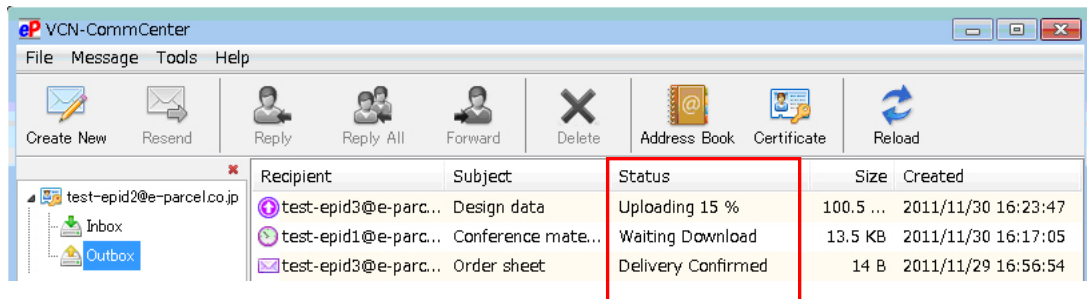 eP VCN-CommCenter
File Message Tools Help
Create New Resend Reply Reply All Forward Delete Address Book Certificate Reload
test-epid2@e-parcel.co.jp
Inbox
Outbox
Recipient Subject Status Size Created
test-epid3@e-parc... Design data Uploading 15 % 100.5 ... 2011/11/30 16:23:47
test-epid1@e-parc... Conference mate... Waiting Download 13.5 KB 2011/11/30 16:17:05
test-epid3@e-parc... Order sheet Delivery Confirmed 14 B 2011/11/29 16:56:54